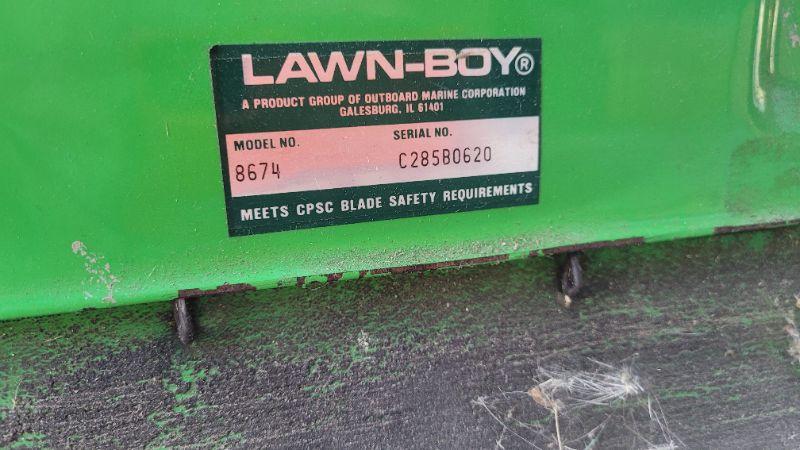 LAWN-BOY®
A PRODUCT GROUP OF OUTBOARD MARINE CORPORATION
GALESBURG, IL 61401
MODEL NO. SERIAL NO.
8674 C285B0620
MEETS CPSC BLADE SAFETY REQUIREMENTS